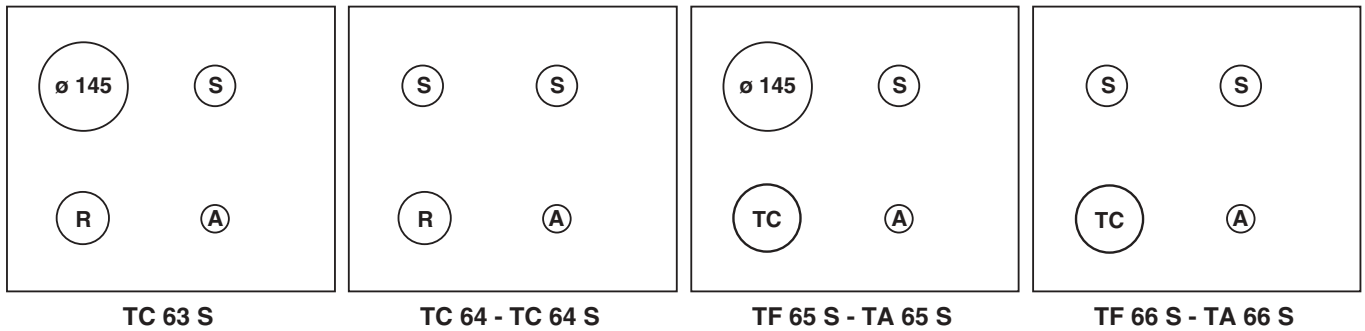 ø 145 S
R A
TC 63 S
S S
R A
TC 64 - TC 64 S
ø 145 S
TC A
TF 65 S - TA 65 S
S S
TC A
TF 66 S - TA 66 S